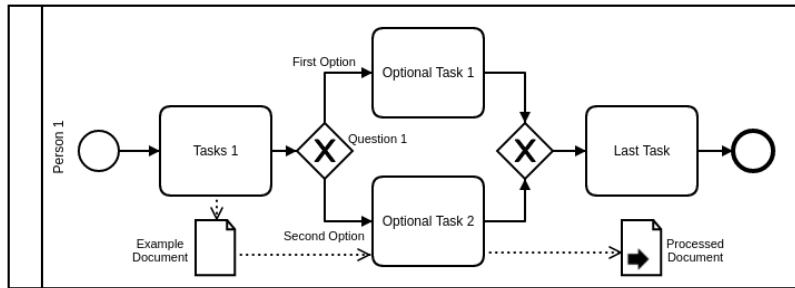 Person 1
Tasks 1
First Option
Question 1
Second Option
Optional Task 1
Optional Task 2
Last Task
Example
Document
Processed
Document